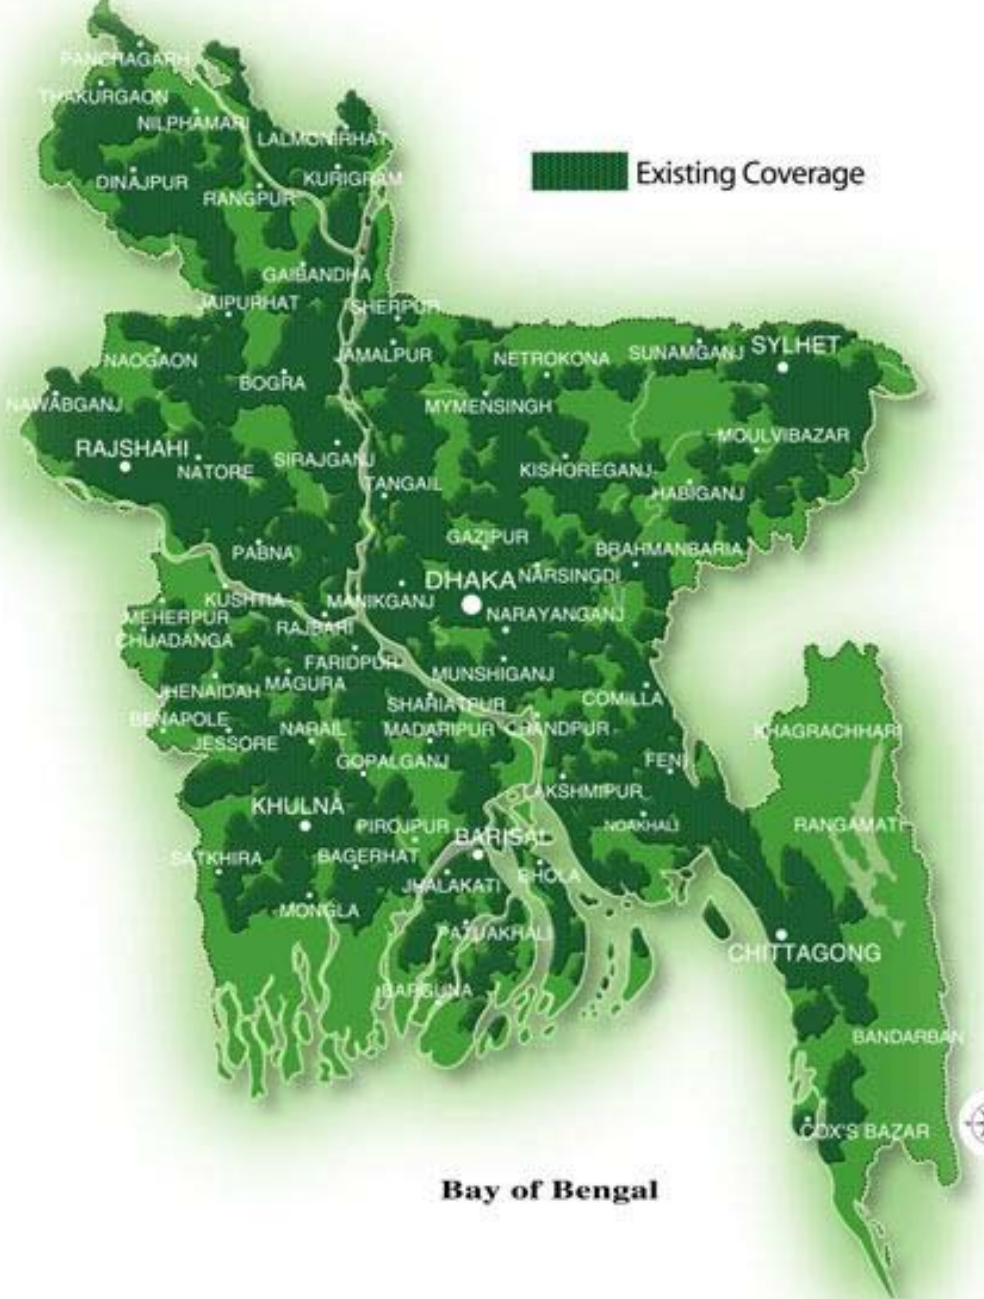 PANCHAGARH
THAKURGAON
NILPHAMARI
LALMONIRHAT
Existing Coverage
DINAJPUR
KURIGRAM
RANGPUR
GAIBANDHA
JAIPURHAT
SHERPUR
NAOGAON
JAMALPUR
NETROKONA
SUNAMGANJ
SYLHET
BOGRA
NAWABGANJ
MYMENSINGH
MOULVIBAZAR
RAJSHAHI
NATORE
SIRAJGANJ
KISHOREGANJ
TANGAIL
HABIGANJ
GAZIPUR
PABNA
BRAHMANBARIA
DHAKA
NARSINGDI
KUSHTIA
MANIKGANJ
MEHERPUR
NARAYANGANJ
RAJBARI
CHUADANGA
FARIDPUR
MUNSHIGANJ
JHENAIDAH
MAGURA
SHARIATPUR
COMILLA
BENAPOLE
NARAIL
MADARIPUR
CHANDPUR
KHAGRACHHARI
JESSORE
GOPALGANJ
FENI
LAKSHMIPUR
KHULNA
PIROJPUR
BARISAL
NOAKHALI
RANGAMATI
SATKHIRA
BAGERHAT
JHALAKATI
BHOLA
MONGLA
PATUAKHALI
CHITTAGONG
BARGUNA
BANDARBAN
COX'S BAZAR
Bay of Bengal